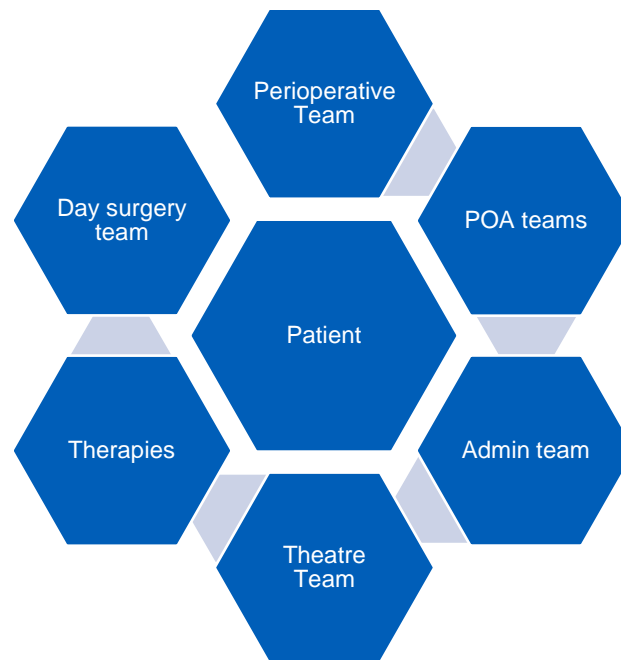 Perioperative
Team
Day surgery
team
POA teams
Patient
Therapies
Admin team
Theatre
Team